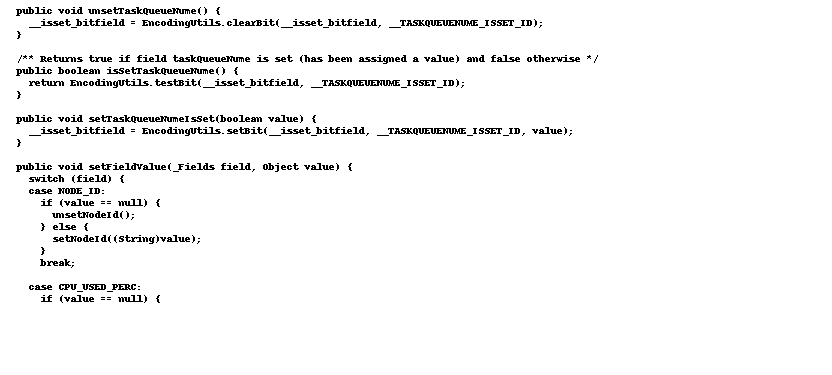 public void unsetTaskQueueNume() {
  __isset_bitfield = EncodingUtils.clearBit(__isset_bitfield, __TASKQUEUENUME_ISSET_ID);
}

/** Returns true if field taskQueueNume is set (has been assigned a value) and false otherwise */
public boolean isSetTaskQueueNume() {
  return EncodingUtils.testBit(__isset_bitfield, __TASKQUEUENUME_ISSET_ID);
}

public void setTaskQueueNumeIsSet(boolean value) {
  __isset_bitfield = EncodingUtils.setBit(__isset_bitfield, __TASKQUEUENUME_ISSET_ID, value);
}

public void setFieldValue(_Fields field, Object value) {
  switch (field) {
  case NODE_ID:
    if (value == null) {
      unsetNodeId();
    } else {
      setNodeId((String)value);
    }
    break;

  case CPU_USED_PERC:
    if (value == null) {